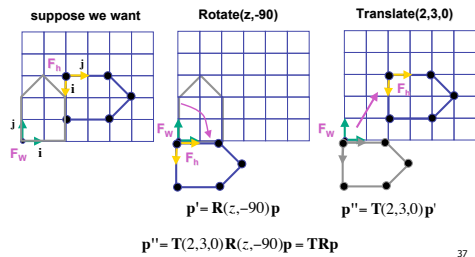 suppose we want
Rotate(z,-90)
Translate(2,3,0)
F_h
j
i
j
F_W
i
F_W
F_h
F_h
F_W
p' = R(z,−90)p
p'' = T(2,3,0)p'
p'' = T(2,3,0)R(z,−90)p = TRp
37